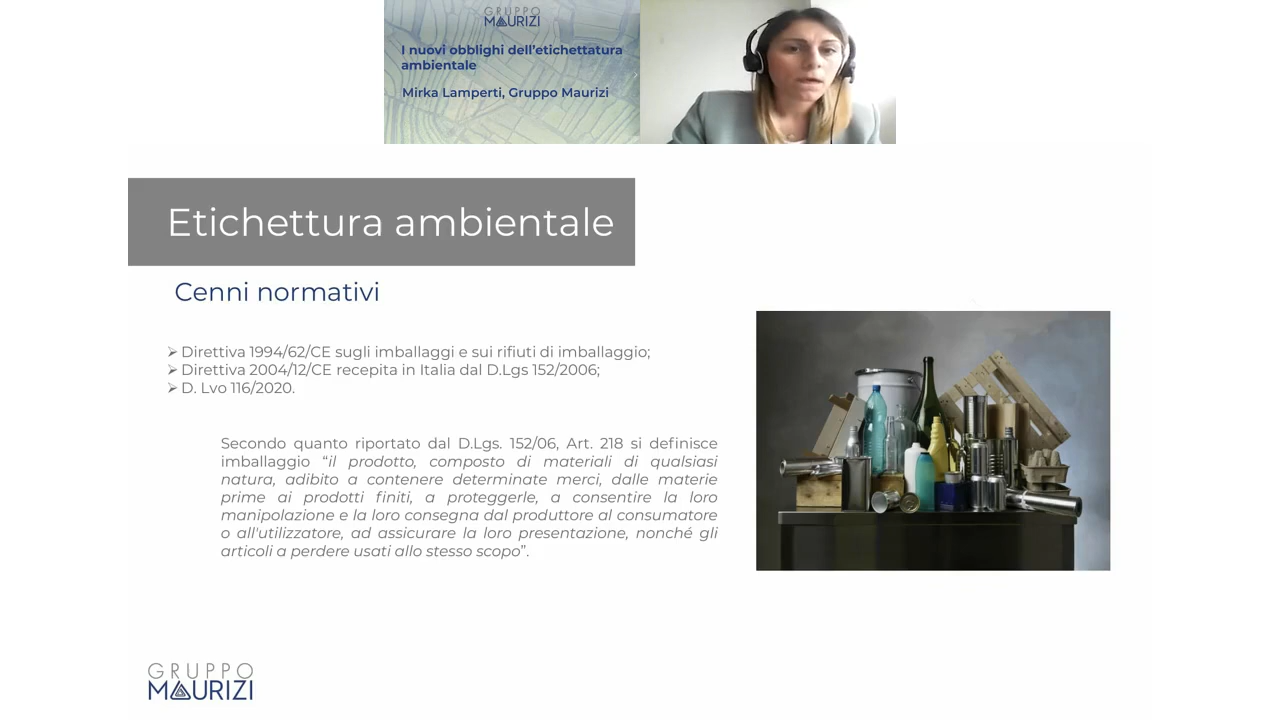 GRUPPO
MAURIZI
I nuovi obblighi dell'etichettatura
ambientale
Mirka Lamperti, Gruppo Maurizi
Etichettura ambientale
Cenni normativi
➢ Direttiva 1994/62/CE sugli imballaggi e sui rifiuti di imballaggio;
➢ Direttiva 2004/12/CE recepita in Italia dal D.Lgs 152/2006;
➢ D. Lvo 116/2020.
Secondo quanto riportato dal D.Lgs. 152/06, Art. 218 si definisce
imballaggio “il prodotto, composto di materiali di qualsiasi
natura, adibito a contenere determinate merci, dalle materie
prime ai prodotti finiti, a proteggerle, a consentire la loro
manipolazione e la loro consegna dal produttore al consumatore
o all'utilizzatore, ad assicurare la loro presentazione, nonché gli
articoli a perdere usati allo stesso scopo”.
GRUPPO
MAURIZI